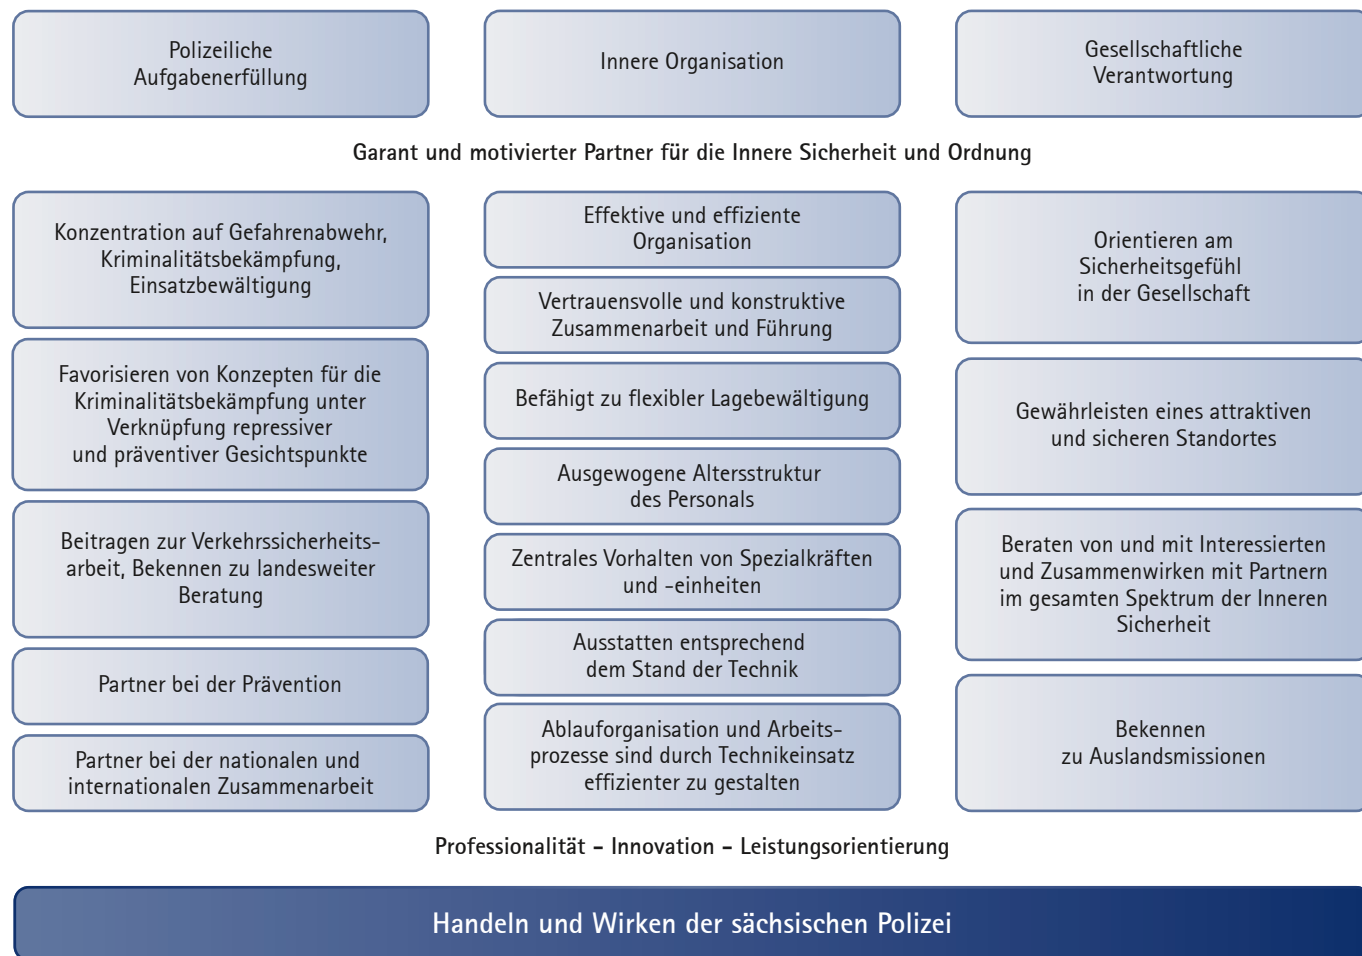 Polizeiliche
Aufgabenerfüllung
Innere Organisation
Gesellschaftliche
Verantwortung
Garant und motivierter Partner für die Innere Sicherheit und Ordnung
Konzentration auf Gefahrenabwehr,
Kriminalitätsbekämpfung,
Einsatzbewältigung
Favorisieren von Konzepten für die
Kriminalitätsbekämpfung unter
Verknüpfung repressiver
und präventiver Gesichtspunkte
Beitragen zur Verkehrssicherheits-
arbeit, Bekennen zu landesweiter
Beratung
Partner bei der Prävention
Partner bei der nationalen und
internationalen Zusammenarbeit
Effektive und effiziente
Organisation
Vertrauensvolle und konstruktive
Zusammenarbeit und Führung
Befähigt zu flexibler Lagebewältigung
Ausgewogene Altersstruktur
des Personals
Zentrales Vorhalten von Spezialkräften
und -einheiten
Ausstatten entsprechend
dem Stand der Technik
Ablauforganisation und Arbeits-
prozesse sind durch Technikeinsatz
effizienter zu gestalten
Orientieren am
Sicherheitsgefühl
in der Gesellschaft
Gewährleisten eines attraktiven
und sicheren Standortes
Beraten von und mit Interessierten
und Zusammenwirken mit Partnern
im gesamten Spektrum der Inneren
Sicherheit
Bekennen
zu Auslandsmissionen
Professionalität – Innovation – Leistungsorientierung
Handeln und Wirken der sächsischen Polizei